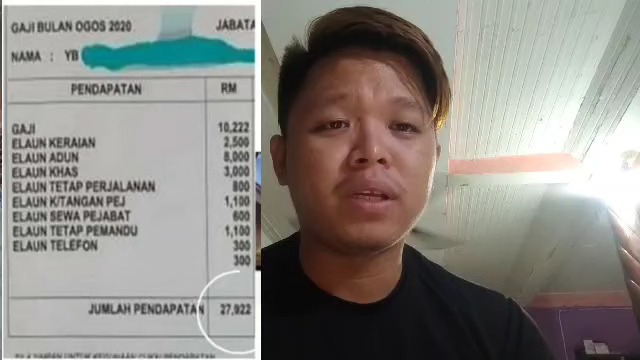 GAJI BULAN OGOS 2020 JABATA
NAMA : YB
PENDAPATAN RM
GAJI 10,222
ELAUN KERAIAN 2,500
ELAUN ADUN 8,000
ELAUN KHAS 3,000
ELAUN TETAP PERJALANAN 800
ELAUN K/TANGAN PEJ 1,100
ELAUN SEWA PEJABAT 600
ELAUN TETAP PEMANDU 1,100
ELAUN TELEFON 300
300
JUMLAH PENDAPATAN 27,922